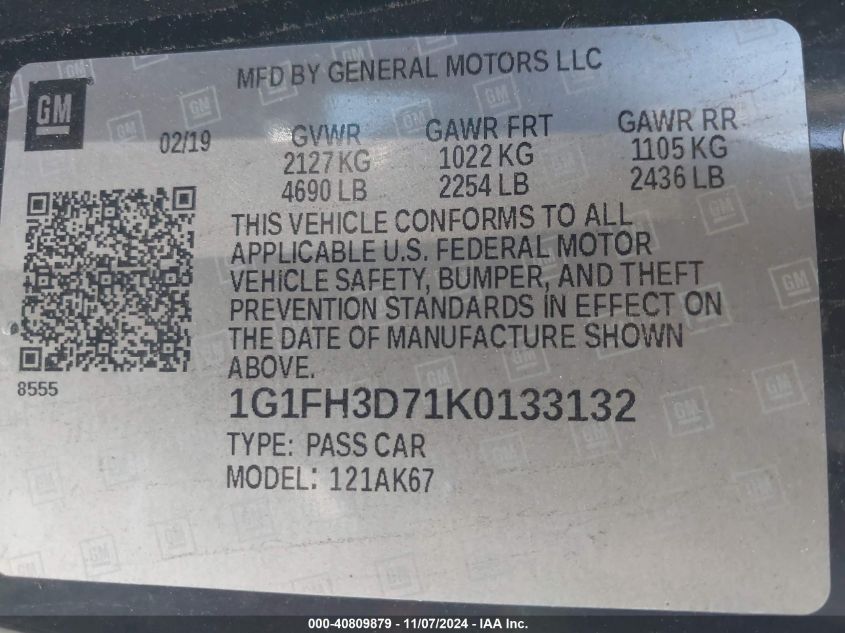 MFD BY GENERAL MOTORS LLC
GM
02/19
GVWR
2127 KG
4690 LB
GAWR FRT
1022 KG
2254 LB
GAWR RR
1105 KG
2436 LB
THIS VEHICLE CONFORMS TO ALL
APPLICABLE U.S. FEDERAL MOTOR
VEHICLE SAFETY, BUMPER, AND THEFT
PREVENTION STANDARDS IN EFFECT ON
THE DATE OF MANUFACTURE SHOWN
ABOVE.
8555
1G1FH3D71K0133132
TYPE: PASS CAR
MODEL: 121AK67
000-40809879 - 11/07/2024 - IAAI Inc.